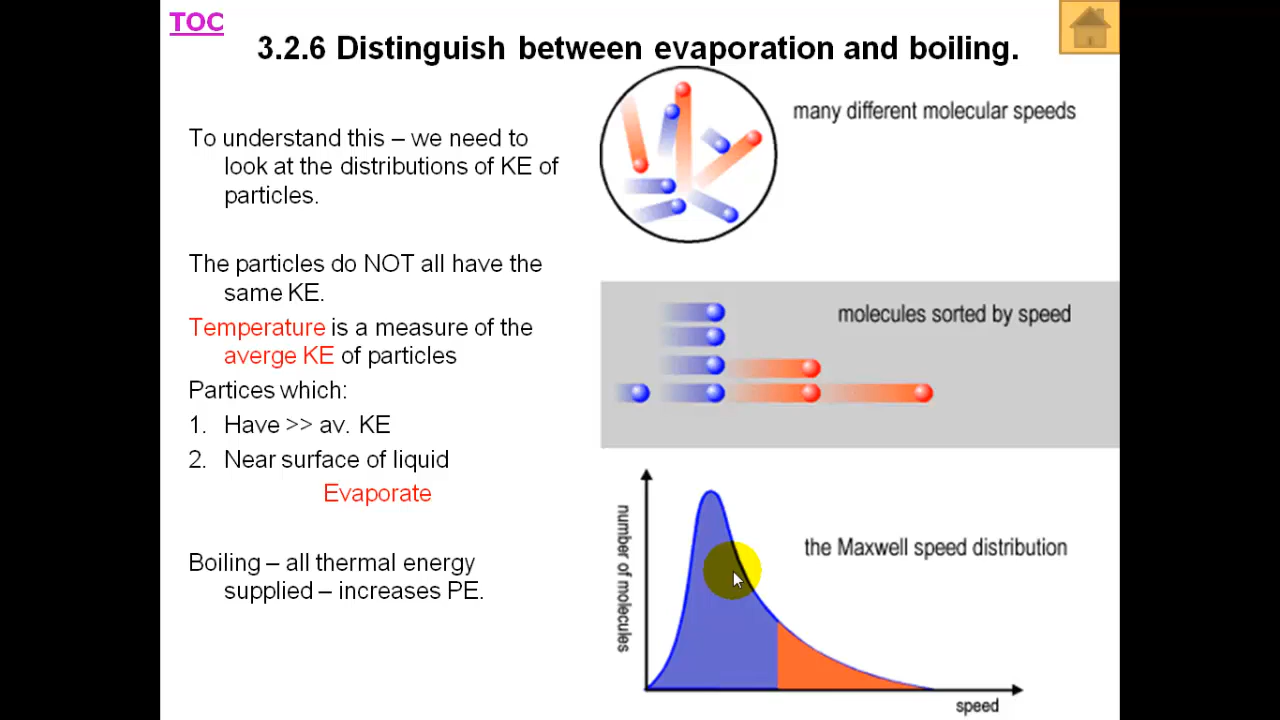 TOC
3.2.6 Distinguish between evaporation and boiling.
To understand this – we need to
look at the distributions of KE of
particles.
The particles do NOT all have the
same KE.
Temperature is a measure of the
averge KE of particles
Partices which:
1. Have >> av. KE
2. Near surface of liquid
Evaporate
Boiling – all thermal energy
supplied – increases PE.
many different molecular speeds
molecules sorted by speed
number of molecules
the Maxwell speed distribution
speed